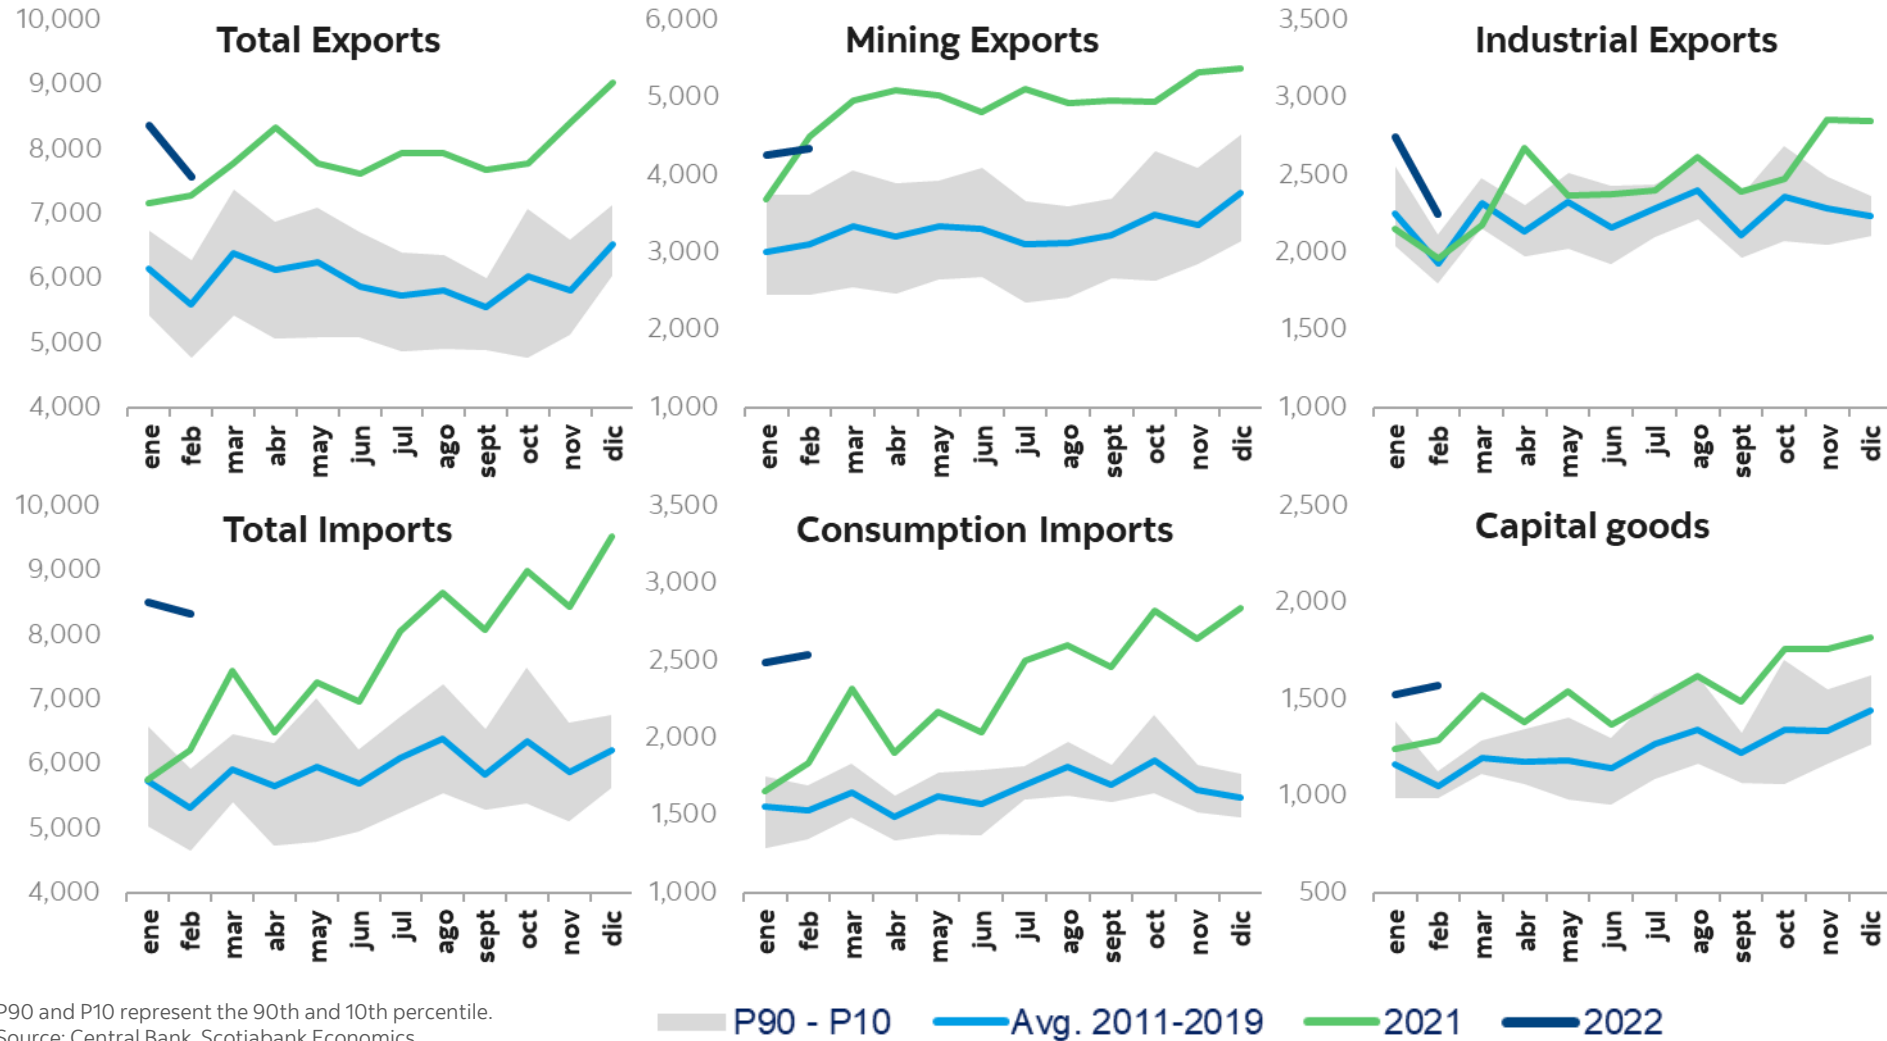 Total Exports
10,000
9,000
8,000
7,000
6,000
5,000
4,000
ene feb mar abr may jun jul ago sept oct nov dic
Mining Exports
6,000
5,000
4,000
3,000
2,000
1,000
ene feb mar abr may jun jul ago sept oct nov dic
Industrial Exports
3,500
3,000
2,500
2,000
1,500
1,000
ene feb mar abr may jun jul ago sept oct nov dic
Total Imports
10,000
9,000
8,000
7,000
6,000
5,000
4,000
ene feb mar abr may jun jul ago sept oct nov dic
Consumption Imports
3,500
3,000
2,500
2,000
1,500
1,000
ene feb mar abr may jun jul ago sept oct nov dic
Capital goods
2,500
2,000
1,500
1,000
500
ene feb mar abr may jun jul ago sept oct nov dic
P90 and P10 represent the 90th and 10th percentile.
Source: Central Bank, Scotiabank Economics
P90 - P10 Avg. 2011-2019 2021 2022